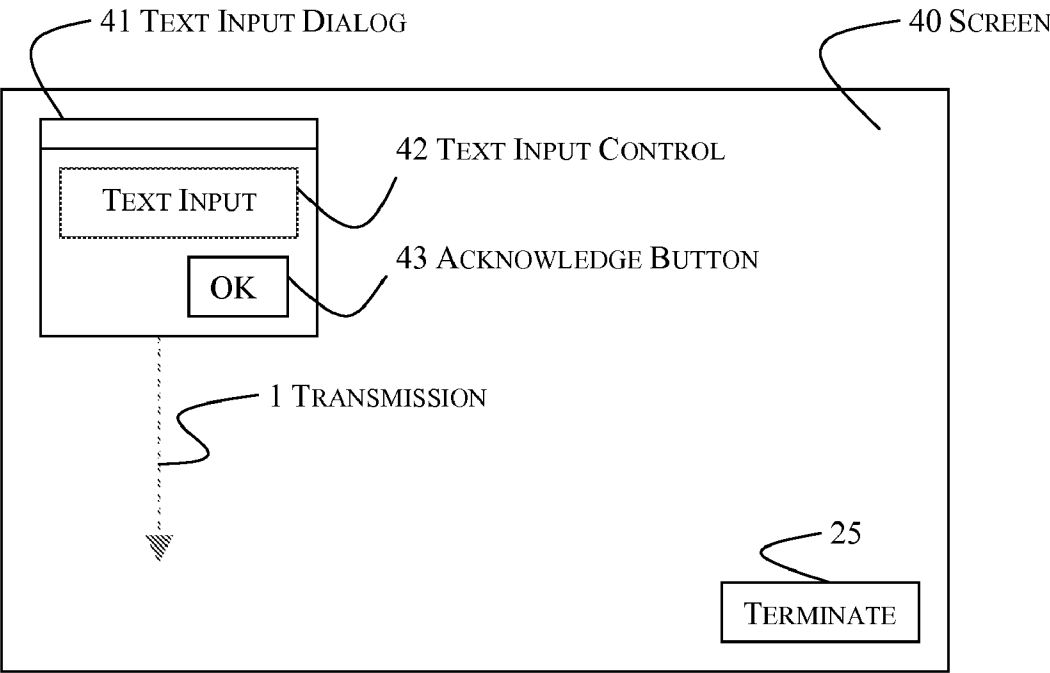 41 TEXT INPUT DIALOG
40 SCREEN
42 TEXT INPUT CONTROL
TEXT INPUT
43 ACKNOWLEDGE BUTTON
OK
1 TRANSMISSION
25
TERMINATE